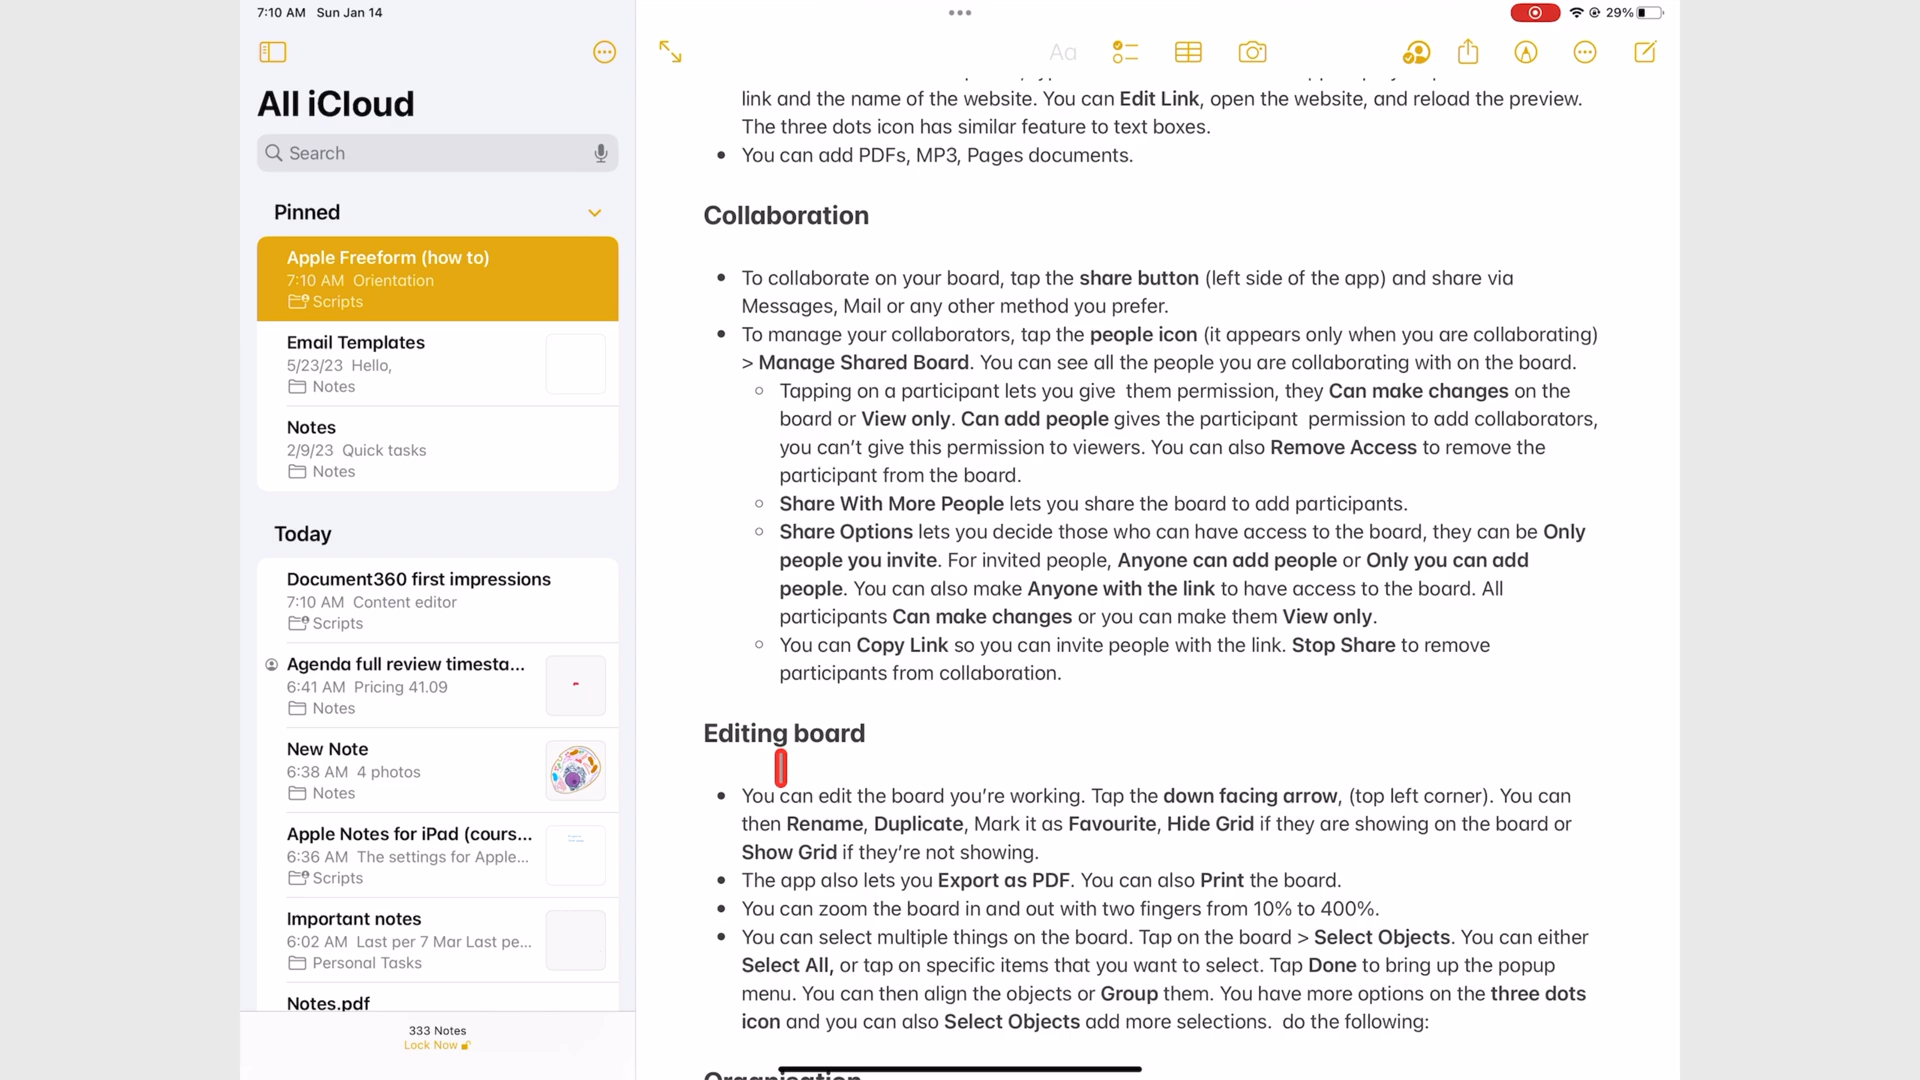 7:10 AM Sun Jan 14
29%
All iCloud
Search
Pinned
Apple Freeform (how to)
7:10 AM Orientation
Scripts
Email Templates
5/23/23 Hello,
Notes
Notes
2/9/23 Quick tasks
Notes
Today
Document360 first impressions
7:10 AM Content editor
Scripts
Agenda full review timesta...
6:41 AM Pricing 41.09
Notes
New Note
6:38 AM 4 photos
Notes
Apple Notes for iPad (cours...
6:36 AM The settings for Apple...
Scripts
Important notes
6:02 AM Last per 7 Mar Last pe...
Personal Tasks
Notes.pdf
333 Notes
Lock Now
Aa
link and the name of the website. You can Edit Link, open the website, and reload the preview.
The three dots icon has similar feature to text boxes.
• You can add PDFs, MP3, Pages documents.
Collaboration
• To collaborate on your board, tap the share button (left side of the app) and share via
Messages, Mail or any other method you prefer.
• To manage your collaborators, tap the people icon (it appears only when you are collaborating)
> Manage Shared Board. You can see all the people you are collaborating with on the board.
◦ Tapping on a participant lets you give  them permission, they Can make changes on the
board or View only. Can add people gives the participant  permission to add collaborators,
you can't give this permission to viewers. You can also Remove Access to remove the
participant from the board.
◦ Share With More People lets you share the board to add participants.
◦ Share Options lets you decide those who can have access to the board, they can be Only
people you invite. For invited people, Anyone can add people or Only you can add
people. You can also make Anyone with the link to have access to the board. All
participants Can make changes or you can make them View only.
◦ You can Copy Link so you can invite people with the link. Stop Share to remove
participants from collaboration.
Editing board
• You can edit the board you're working. Tap the down facing arrow, (top left corner). You can
then Rename, Duplicate, Mark it as Favourite, Hide Grid if they are showing on the board or
Show Grid if they're not showing.
• The app also lets you Export as PDF. You can also Print the board.
• You can zoom the board in and out with two fingers from 10% to 400%.
• You can select multiple things on the board. Tap on the board > Select Objects. You can either
Select All, or tap on specific items that you want to select. Tap Done to bring up the popup
menu. You can then align the objects or Group them. You have more options on the three dots
icon and you can also Select Objects add more selections.  do the following:
Organisation